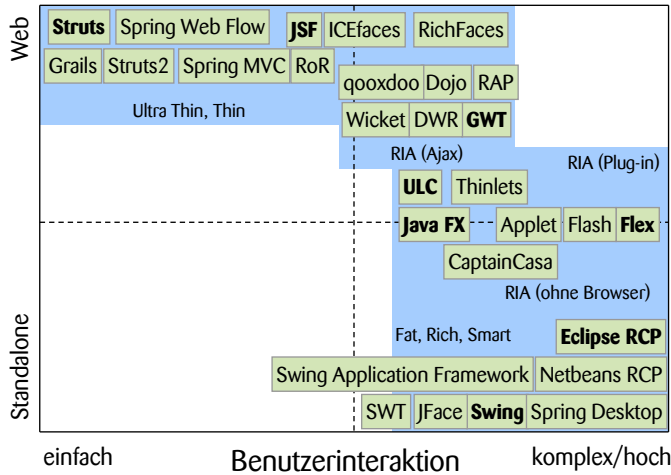 Web
Struts Spring Web Flow JSF ICEfaces RichFaces
Grails Struts2 Spring MVC RoR
qooxdoo Dojo RAP
Ultra Thin, Thin
Wicket DWR GWT
RIA (Ajax) RIA (Plug-in)
ULC Thinlets
Java FX Applet Flash Flex
CaptainCasa
RIA (ohne Browser)
Standalone
Fat, Rich, Smart Eclipse RCP
Swing Application Framework Netbeans RCP
SWT JFace Swing Spring Desktop
einfach Benutzerinteraktion komplex/hoch